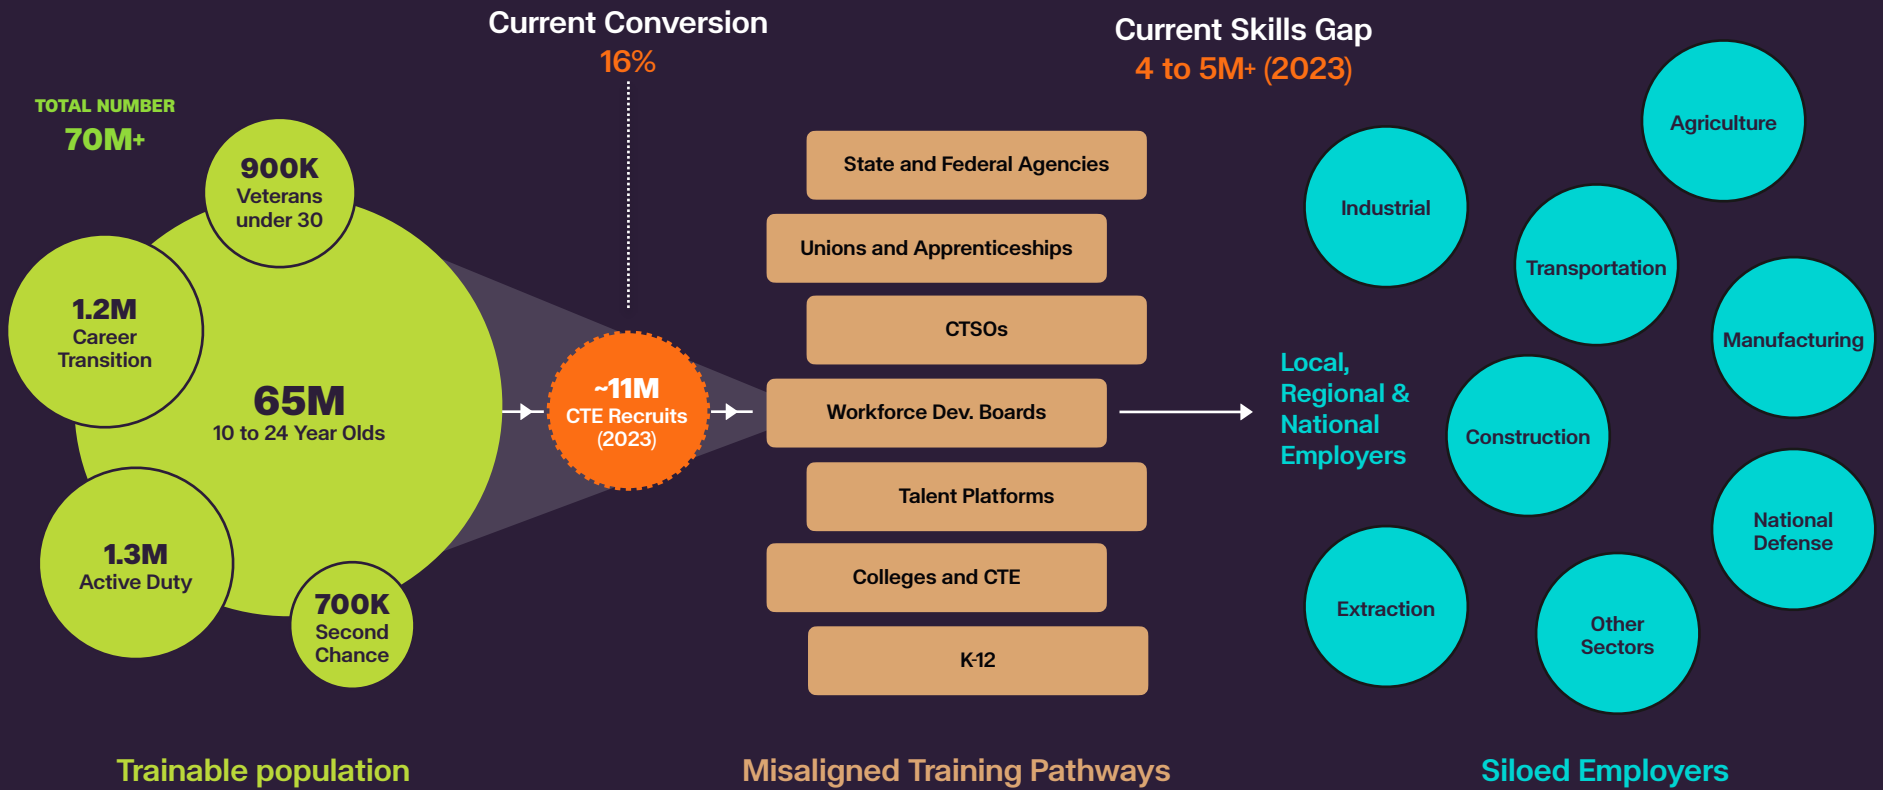 Current Conversion
16%
Current Skills Gap
4 to 5M+ (2023)
TOTAL NUMBER
70M+
900K
Veterans
under 30
1.2M
Career
Transition
65M
10 to 24 Year Olds
1.3M
Active Duty
700K
Second
Chance
~11M
CTE Recruits
(2023)
State and Federal Agencies
Unions and Apprenticeships
CTSOs
Workforce Dev. Boards
Talent Platforms
Colleges and CTE
K-12
Local,
Regional &
National
Employers
Agriculture
Industrial
Transportation
Manufacturing
Construction
National
Defense
Extraction
Other
Sectors
Trainable population
Misaligned Training Pathways
Siloed Employers